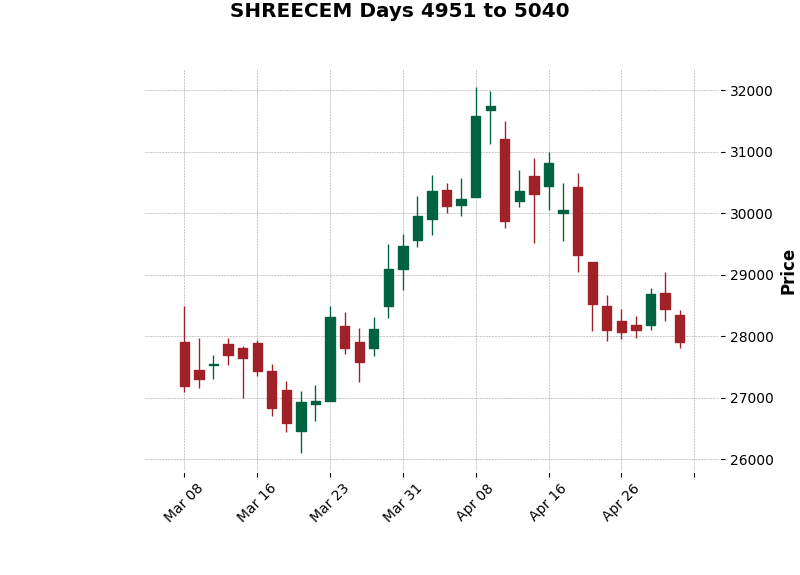 SHREECEM Days 4951 to 5040
32000
31000
30000
29000
28000
27000
26000
Price
Mar 08
Mar 16
Mar 23
Mar 31
Apr 08
Apr 16
Apr 26